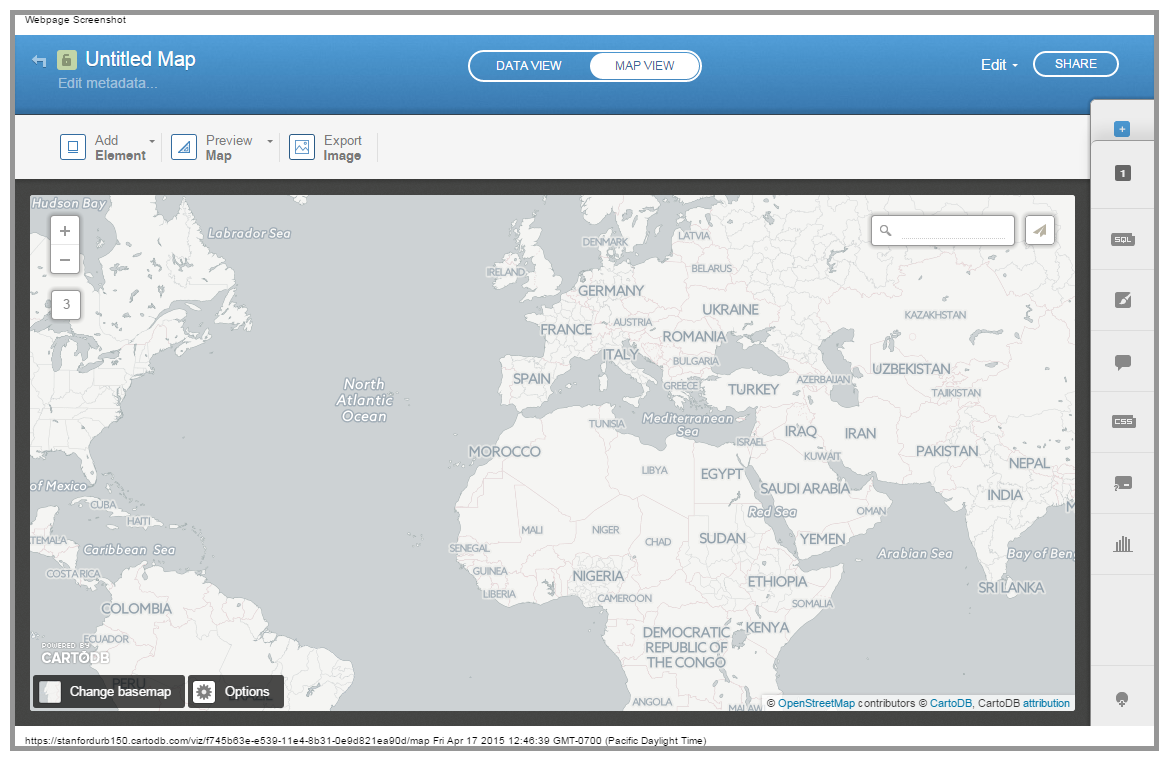 Webpage Screenshot
Untitled Map
Edit metadata...
DATA VIEW
MAP VIEW
Edit
SHARE
Add
Element
Preview
Map
Export
Image
+
1
SQL
CSS
?
+
−
3
Hudson Bay
Labrador Sea
DENMARK
LATVIA
IRELAND
BELARUS
GERMANY
UKRAINE
KAZAKHSTAN
FRANCE
AUSTRIA
ROMANIA
ITALY
BULGARIA
UZBEKISTAN
SPAIN
GREECE
TURKEY
AZERBAIJAN
TAJIKISTAN
North
Atlantic
Ocean
TUNISIA
Mediterranean
Sea
ISRAEL
IRAQ
IRAN
MOROCCO
KUWAIT
PAKISTAN
LIBYA
EGYPT
NEPAL
of Mexico
SAUDI ARABIA
INDIA
CUBA
Red Sea
OMAN
M
HAITI
MALI
NIGER
CHAD
SUDAN
YEMEN
TEMALA
Caribbean Sea
SENEGAL
Arabian Sea
Bay of Beng
COSTA RICA
GUINEA
NIGERIA
ETHIOPIA
SRI LANKA
LIBERIA
CAMEROON
SOMALIA
COLOMBIA
KENYA
DEMOCRATIC
REPUBLIC OF
THE CONGO
ECUADOR
POWERED BY
CARTODB
PERU
ANGOLA
MALAW
Change basemap
Options
© OpenStreetMap contributors © CartoDB, CartoDB attribution
https://stanfordurb150.cartodb.com/viz/f745b63e-e539-11e4-8b31-0e9d821ea90d/map Fri Apr 17 2015 12:46:39 GMT-0700 (Pacific Daylight Time)